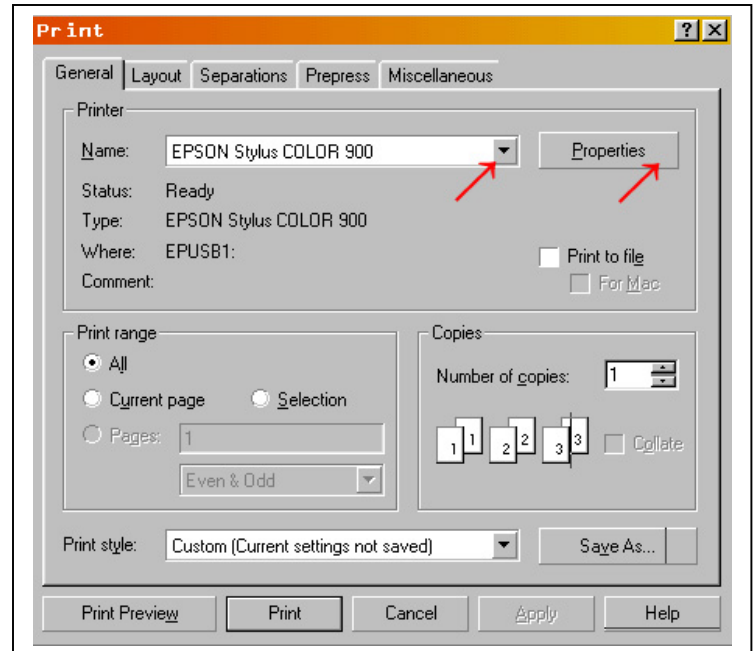 Print
General Layout Separations Prepress Miscellaneous
Printer
Name: EPSON Stylus COLOR 900 Properties
Status: Ready
Type: EPSON Stylus COLOR 900
Where: EPUSB1: Print to file
Comment: For Mac
Print range
All
Current page Selection
Pages: 1
Even & Odd
Copies
Number of copies: 1
1 1 2 2 3 3 Collate
Print style: Custom (Current settings not saved) Save As...
Print Preview Print Cancel Apply Help